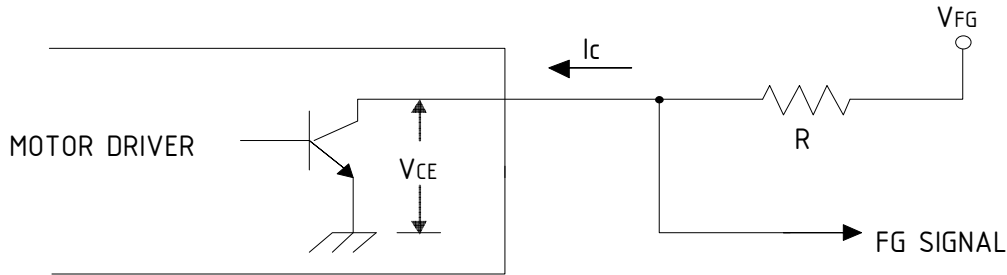 VFG
Ic
R
MOTOR DRIVER
VCE
FG SIGNAL